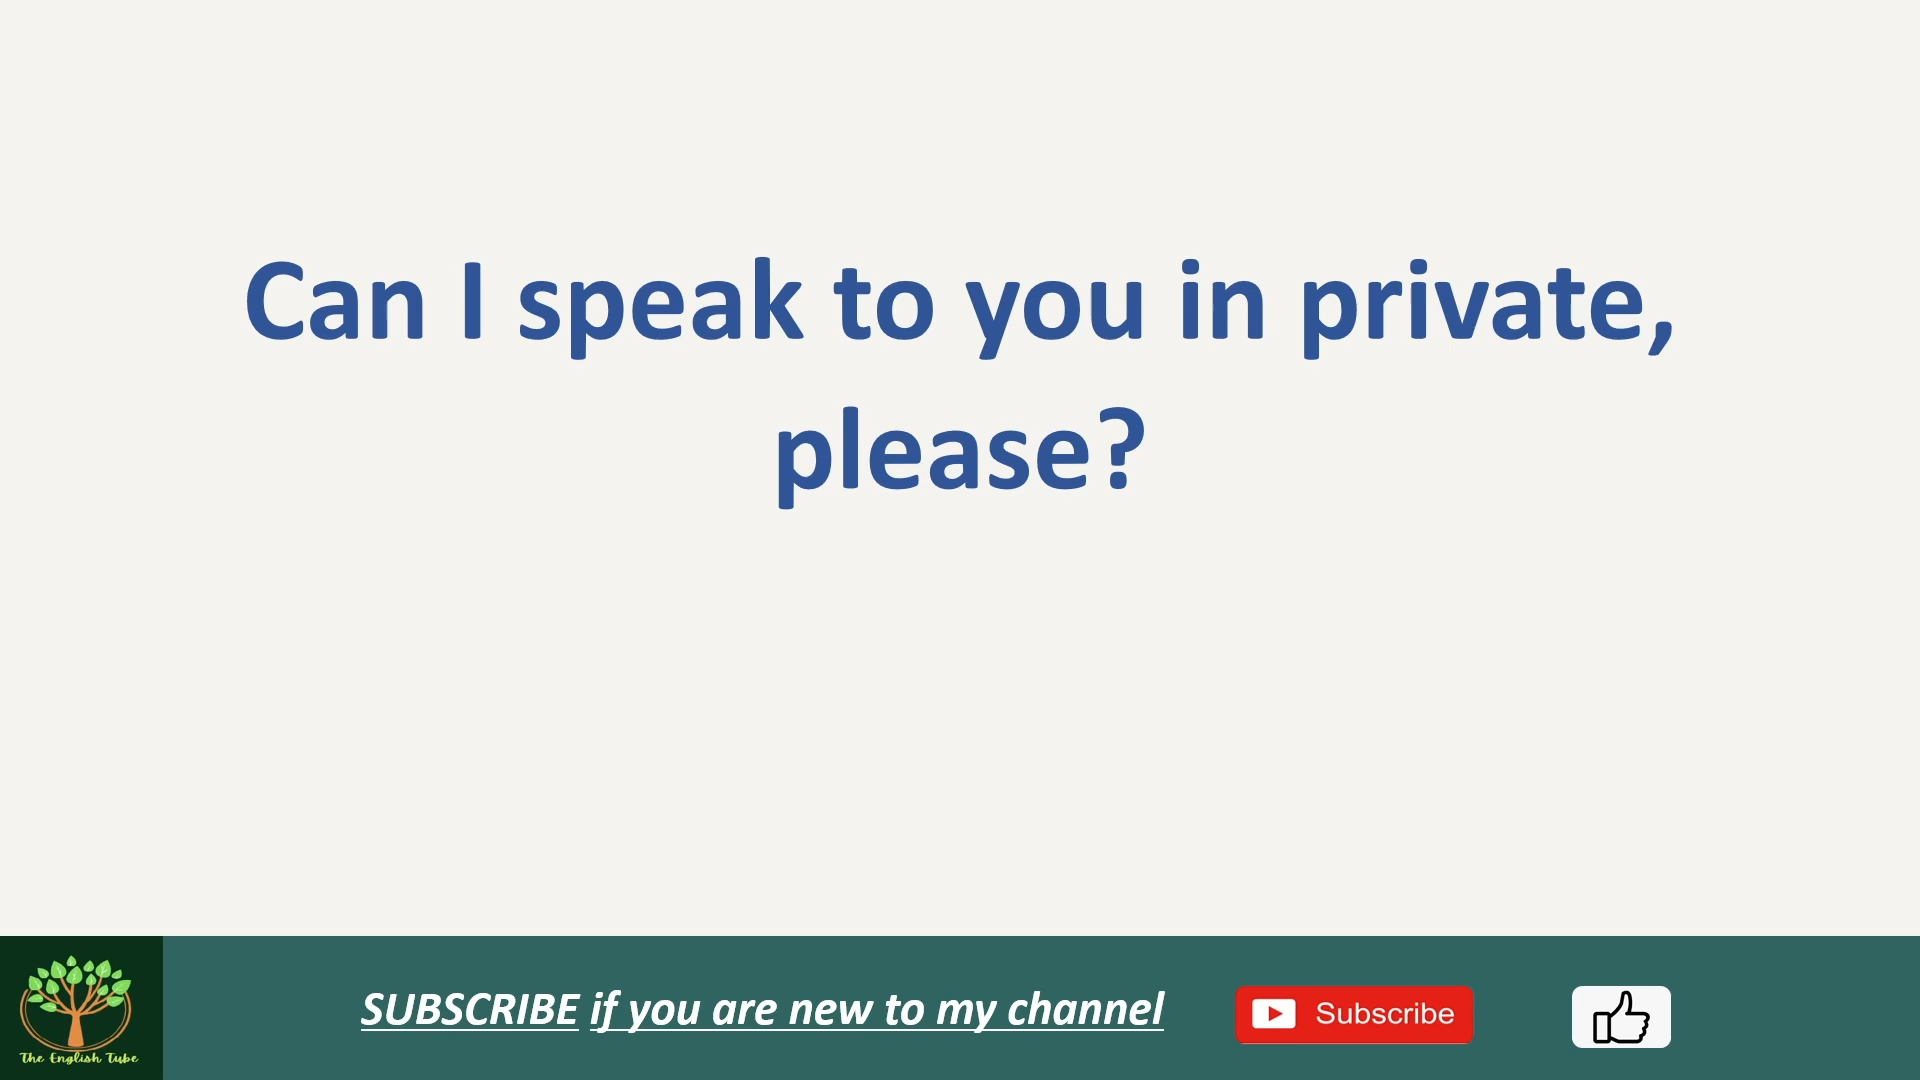 Can I speak to you in private,
please?
SUBSCRIBE if you are new to my channel
Subscribe
The English Tube